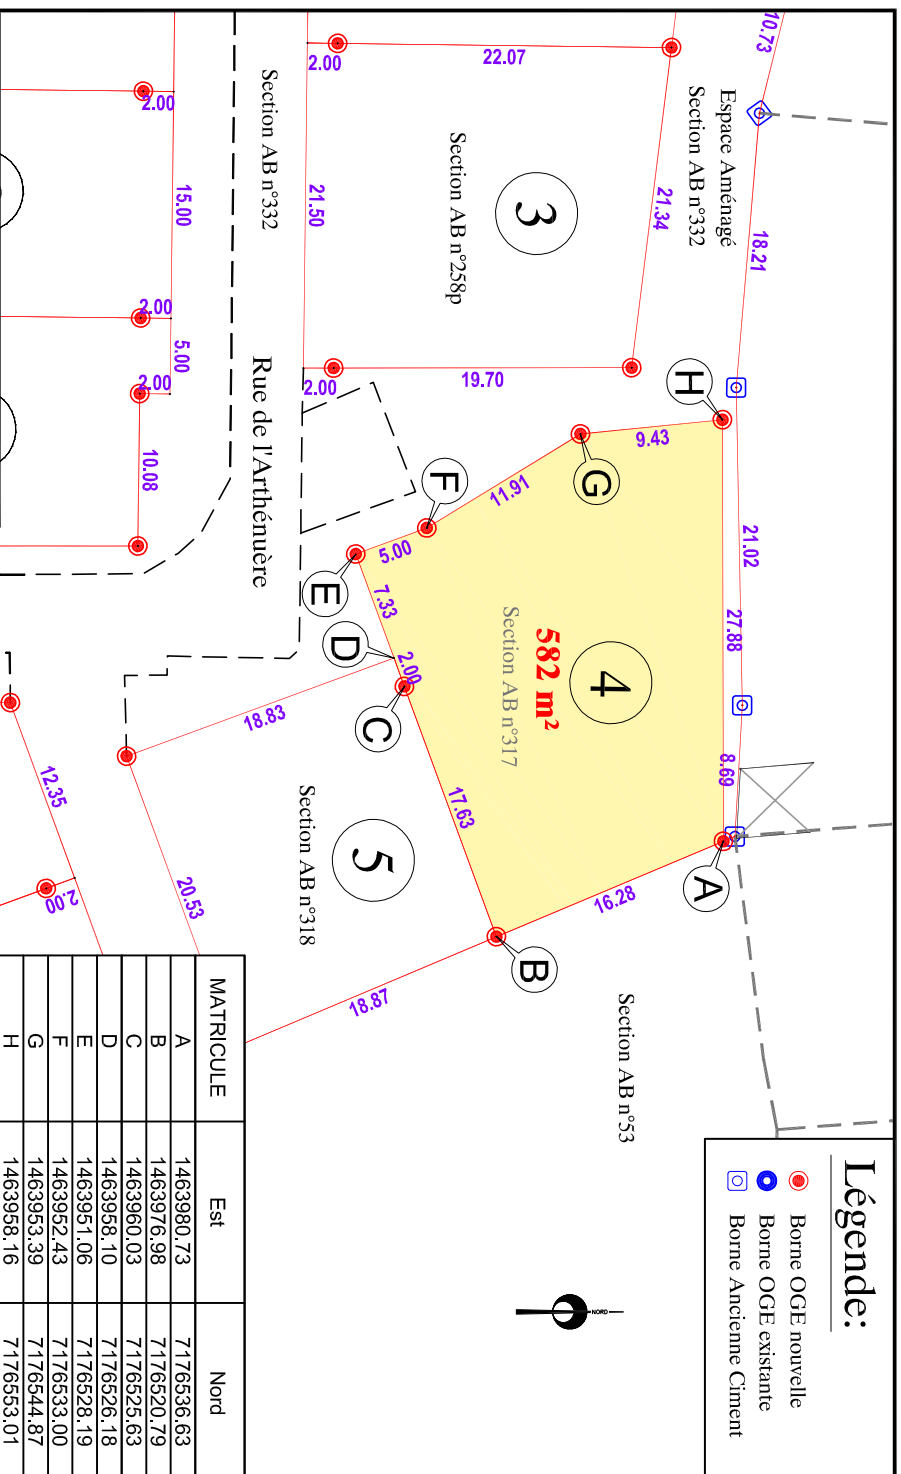 10.73
Espace Aménagé
Section AB n°332
18.21
21.34
22.07
2.00
Section AB n°258p
3
21.50
Section AB n°332
2.00
15.00
2.00
5.00
2.00
10.08
Rue de l'Arthénuère
2.00
19.70
H
9.43
G
11.91
F
5.00
E
7.33
D
2.00
C
21.02
27.88
8.69
4
582 m²
Section AB n°317
17.63
16.28
A
B
18.83
5
Section AB n°318
20.53
12.35
2.00
18.87
Section AB n°53
NORD
Légende:
Borne OGE nouvelle
Borne OGE existante
Borne Ancienne Ciment
MATRICULE Est Nord
A 1463980.73 7176536.63
B 1463976.98 7176520.79
C 1463960.03 7176525.63
D 1463958.10 7176526.18
E 1463951.06 7176528.19
F 1463952.43 7176533.00
G 1463953.39 7176544.87
H 1463958.16 7176553.01